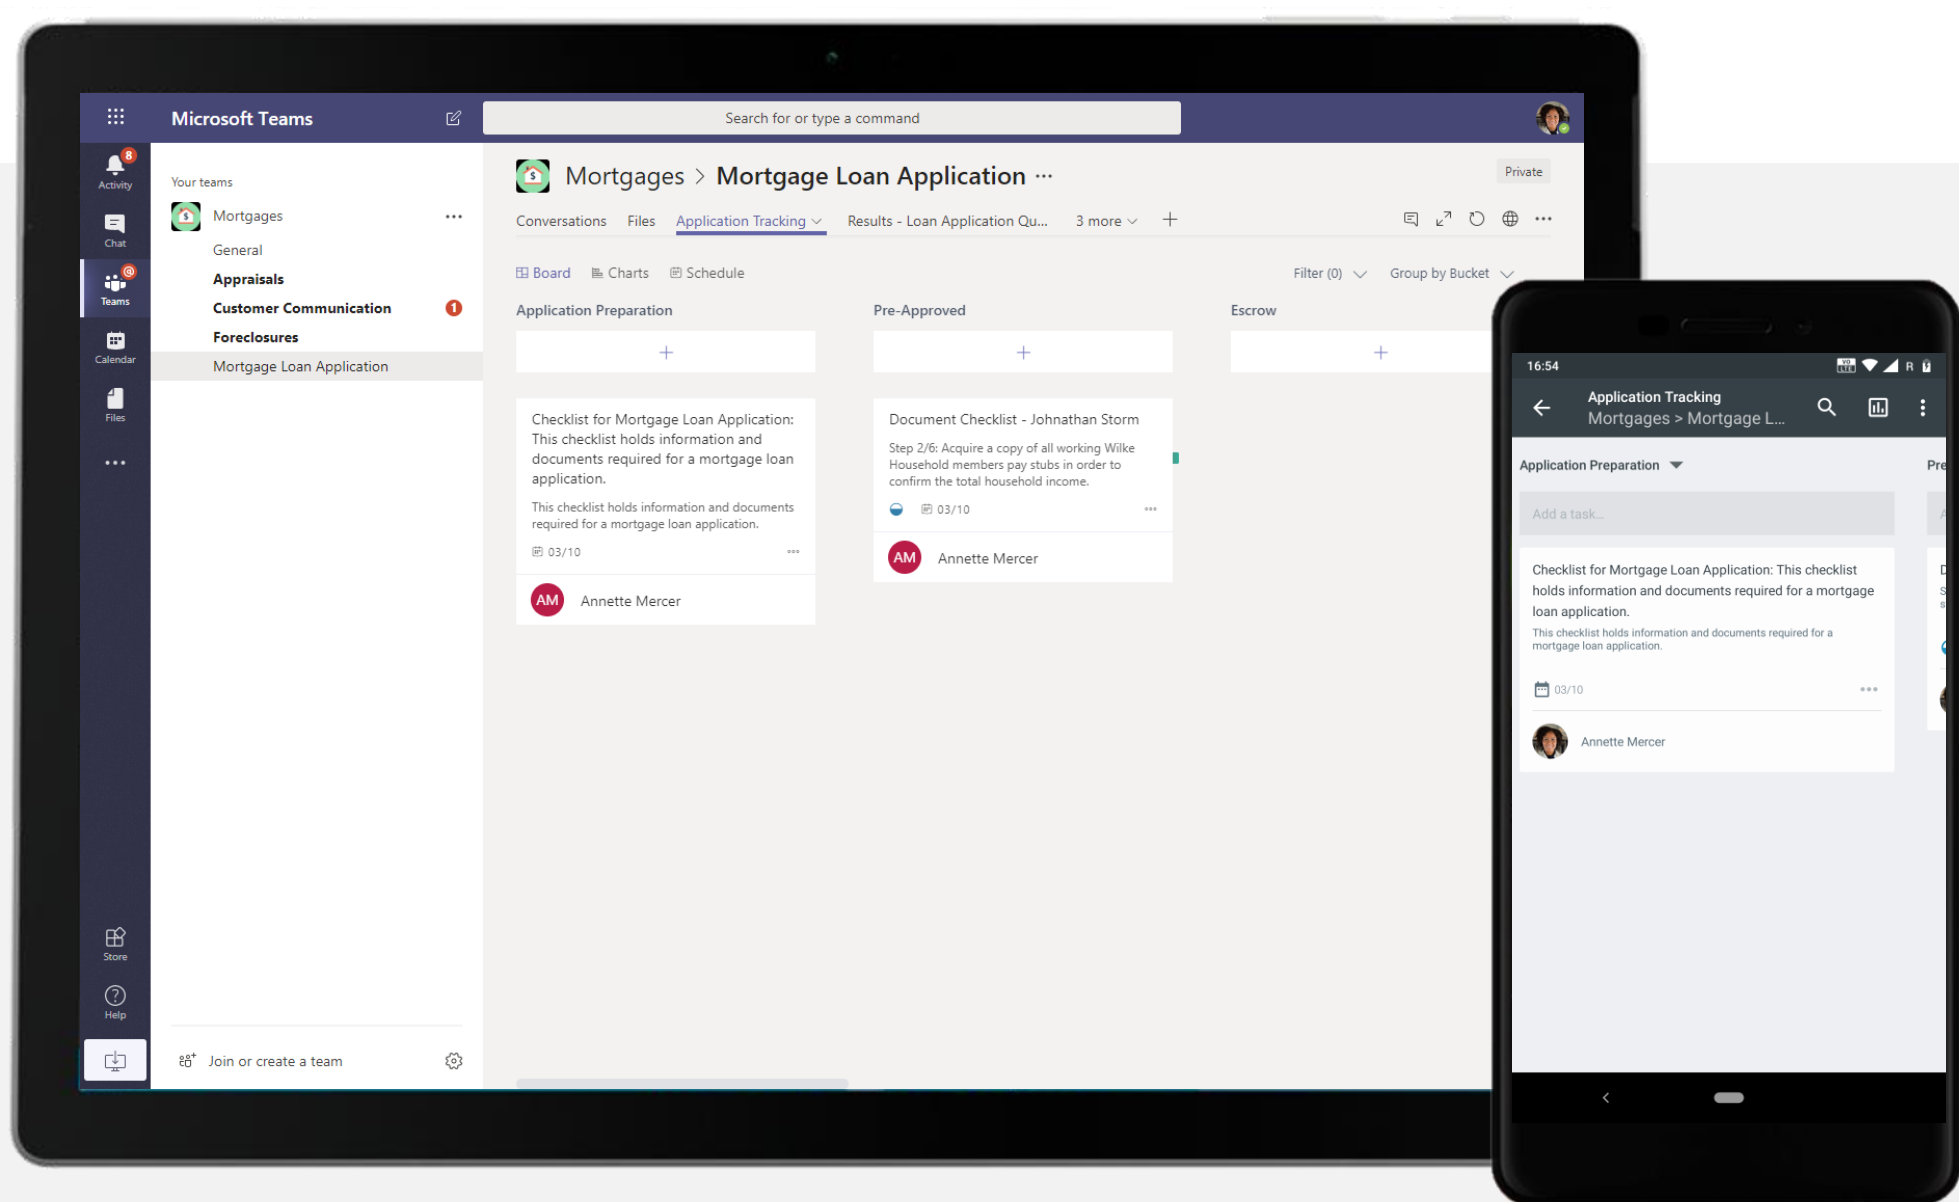 Microsoft Teams
Search for or type a command
8
Activity
Chat
@
Teams
Calendar
Files
Store
Help
Your teams
Mortgages
General
Appraisals
Customer Communication 1
Foreclosures
Mortgage Loan Application
Join or create a team
Mortgages > Mortgage Loan Application ...
Private
Conversations Files Application Tracking Results - Loan Application Qu... 3 more
Board Charts Schedule Filter (0) Group by Bucket
Application Preparation
Checklist for Mortgage Loan Application:
This checklist holds information and
documents required for a mortgage loan
application.
This checklist holds information and documents
required for a mortgage loan application.
03/10
AM Annette Mercer
Pre-Approved
Document Checklist - Johnathan Storm
Step 2/6: Acquire a copy of all working Wilke
Household members pay stubs in order to
confirm the total household income.
03/10
AM Annette Mercer
Escrow
16:54 VO LTE R
Application Tracking
Mortgages > Mortgage L...
Application Preparation
Pre
Add a task...
Checklist for Mortgage Loan Application: This checklist
holds information and documents required for a mortgage
loan application.
This checklist holds information and documents required for a
mortgage loan application.
03/10
Annette Mercer